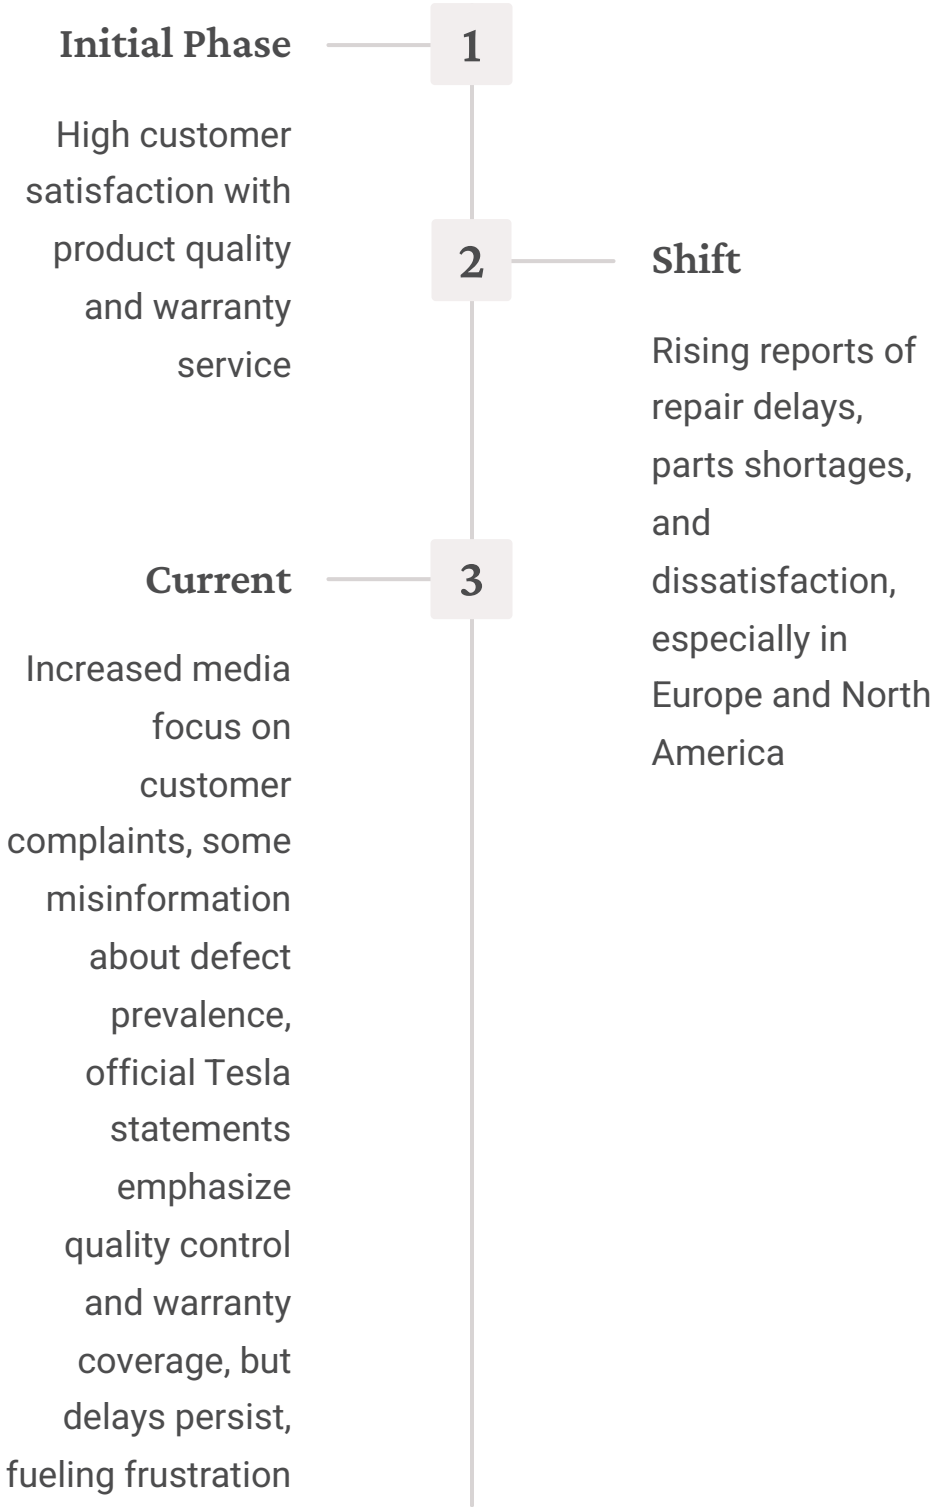 Initial Phase
1
High customer
satisfaction with
product quality
and warranty
service
2
Shift
Rising reports of
repair delays,
parts shortages,
and
dissatisfaction,
especially in
Europe and North
America
Current
3
Increased media
focus on
customer
complaints, some
misinformation
about defect
prevalence,
official Tesla
statements
emphasize
quality control
and warranty
coverage, but
delays persist,
fueling frustration